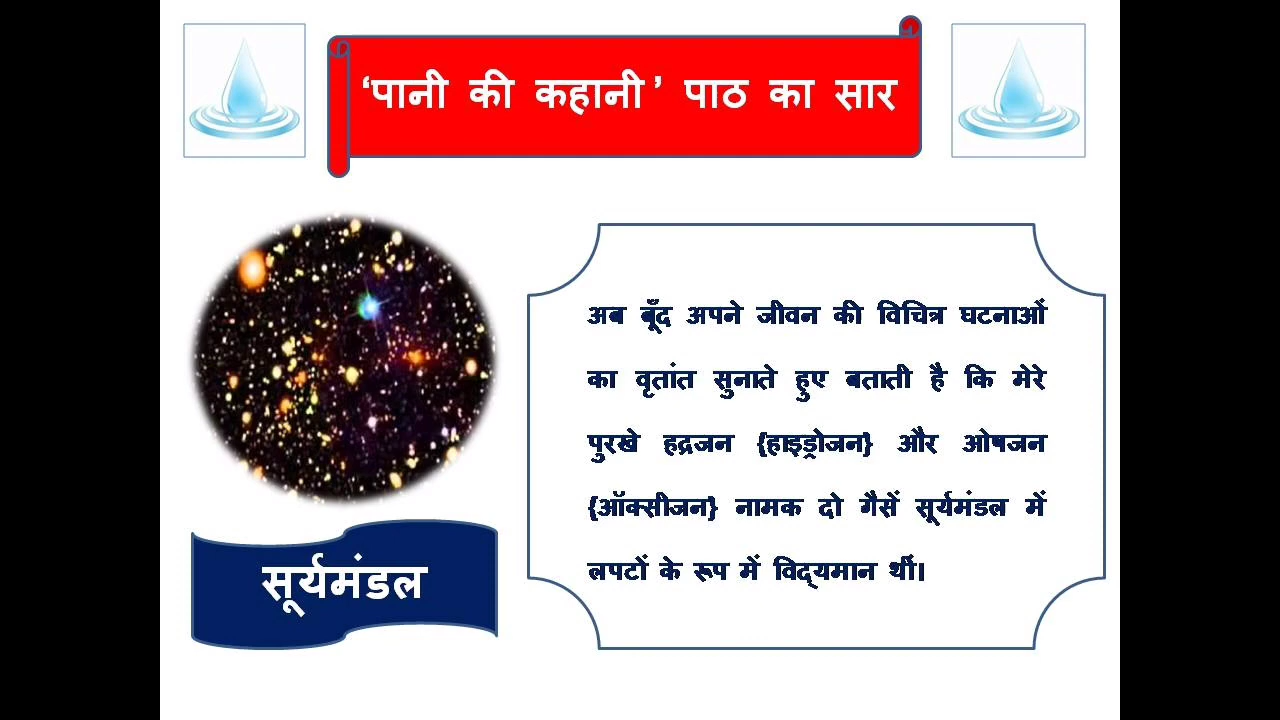 ‘पानी की कहानी’ पाठ का सार
अब बूँद अपने जीवन की विचित्र घटनाओं
का वृतांत सुनाते हुए बताती है कि मेरे
पुरखे हद्रजन {हाइड्रोजन} और ओषजन
{ऑक्सीजन} नामक दो गैसें सूर्यमंडल में
लपटों के रूप में विद्यमान थीं।
सूर्यमंडल